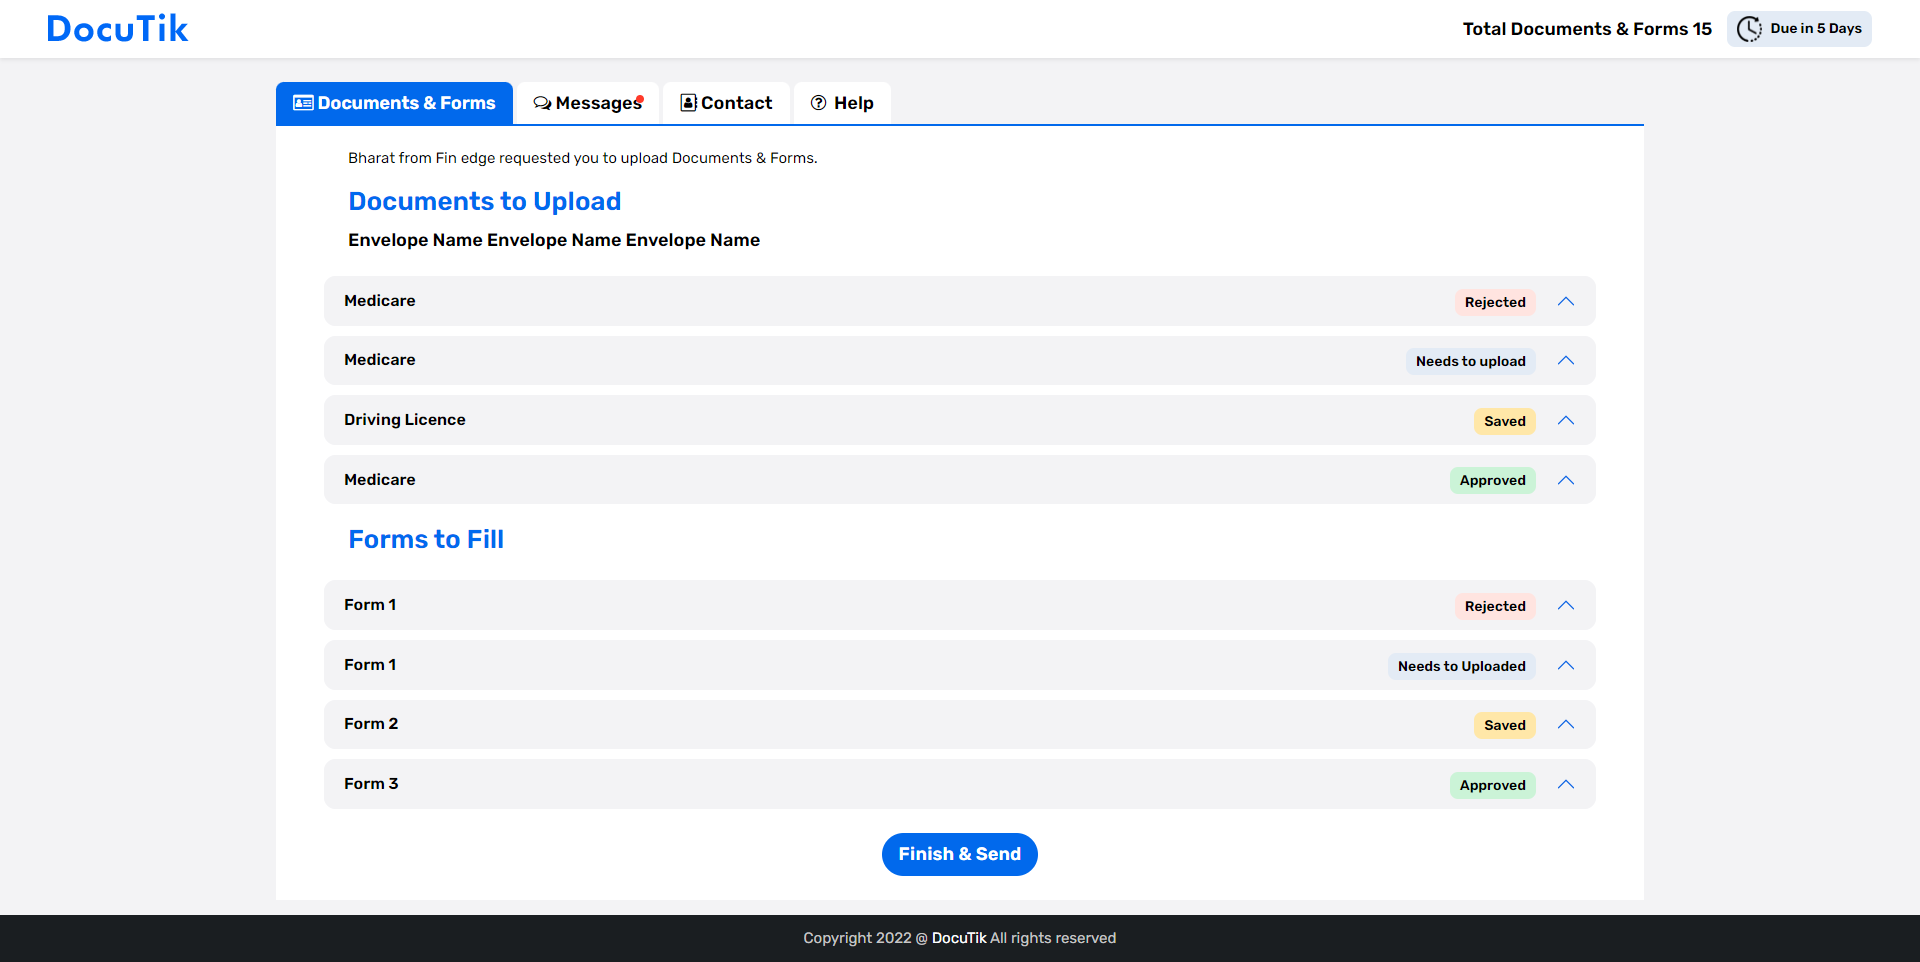 DocuTik
Total Documents & Forms 15
Due in 5 Days
Documents & Forms
Messages
Contact
Help
Bharat from Fin edge requested you to upload Documents & Forms.
Documents to Upload
Envelope Name Envelope Name Envelope Name
Medicare
Rejected
Medicare
Needs to upload
Driving Licence
Saved
Medicare
Approved
Forms to Fill
Form 1
Rejected
Form 1
Needs to Uploaded
Form 2
Saved
Form 3
Approved
Finish & Send
Copyright 2022 @ DocuTik All rights reserved